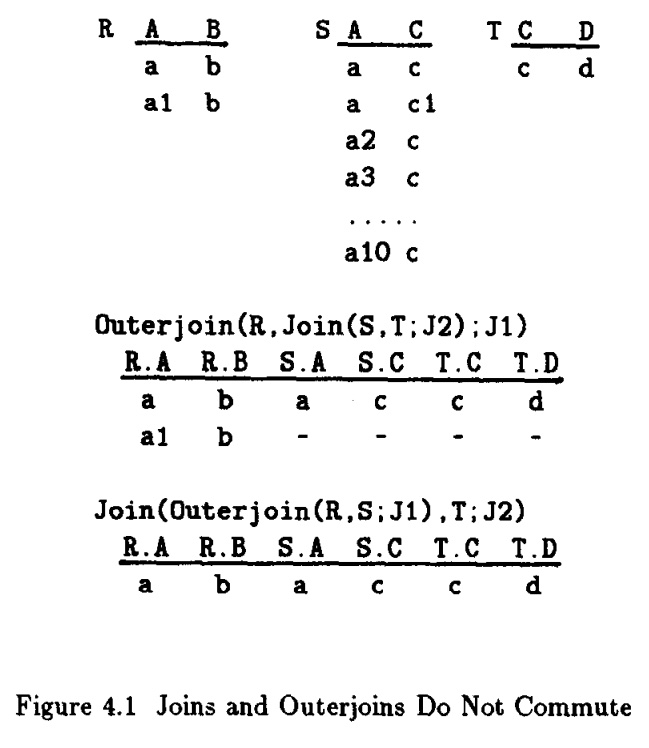 R A B S A C T C D
a b a c c d
a1 b a c1
a2 c
a3 c
.....
a10 c
Outerjoin(R,Join(S,T;J2);J1)
R.A R.B S.A S.C T.C T.D
a b a c c d
a1 b - - - -
Join(Outerjoin(R,S;J1),T;J2)
R.A R.B S.A S.C T.C T.D
a b a c c d
Figure 4.1 Joins and Outerjoins Do Not Commute